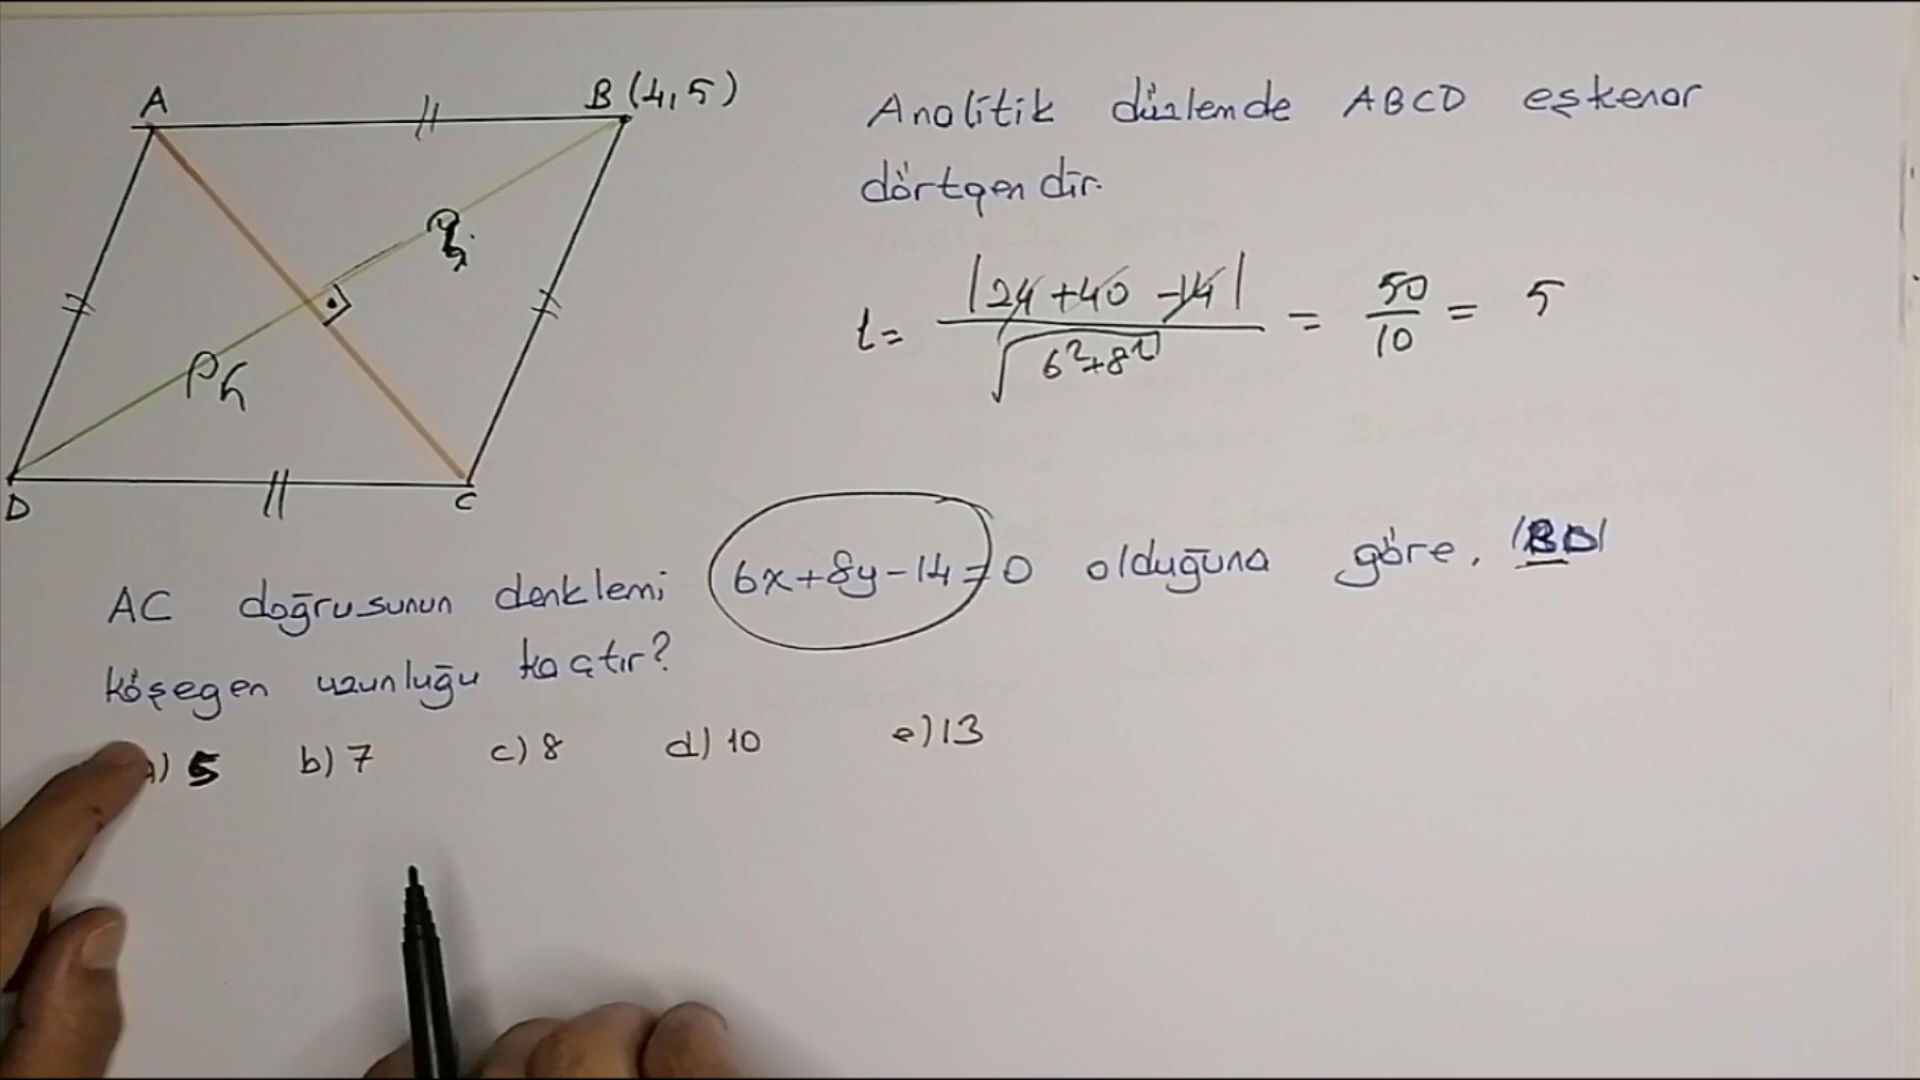 A
B (4,5)
D
C
Analitik düzlemde ABCD eşkenar
dörtgendir.
l = |24 + 40 - 14| / √6²+8² = 50/10 = 5
AC doğrusunun denklemi 6x+8y-14=0 olduğuna göre, |BD|
köşegen uzunluğu kaçtır?
a) 5 b) 7 c) 8 d) 10 e) 13